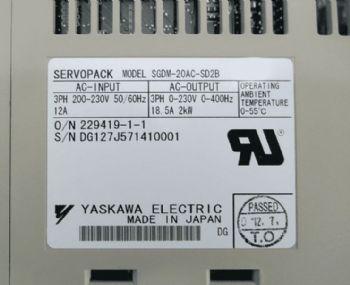 SERVOPACK MODEL SGDM-20AC-SD2B
AC-INPUT AC-OUTPUT OPERATING AMBIENT TEMPERATURE 0-55°C
3PH 200-230V 50/60Hz 3PH 0-230V 0-400Hz
12A 18.5A 2kW
O/N 229419-1-1
S/N DG127J571410001
YASKAWA ELECTRIC
MADE IN JAPAN
DG
PASSED
T.O